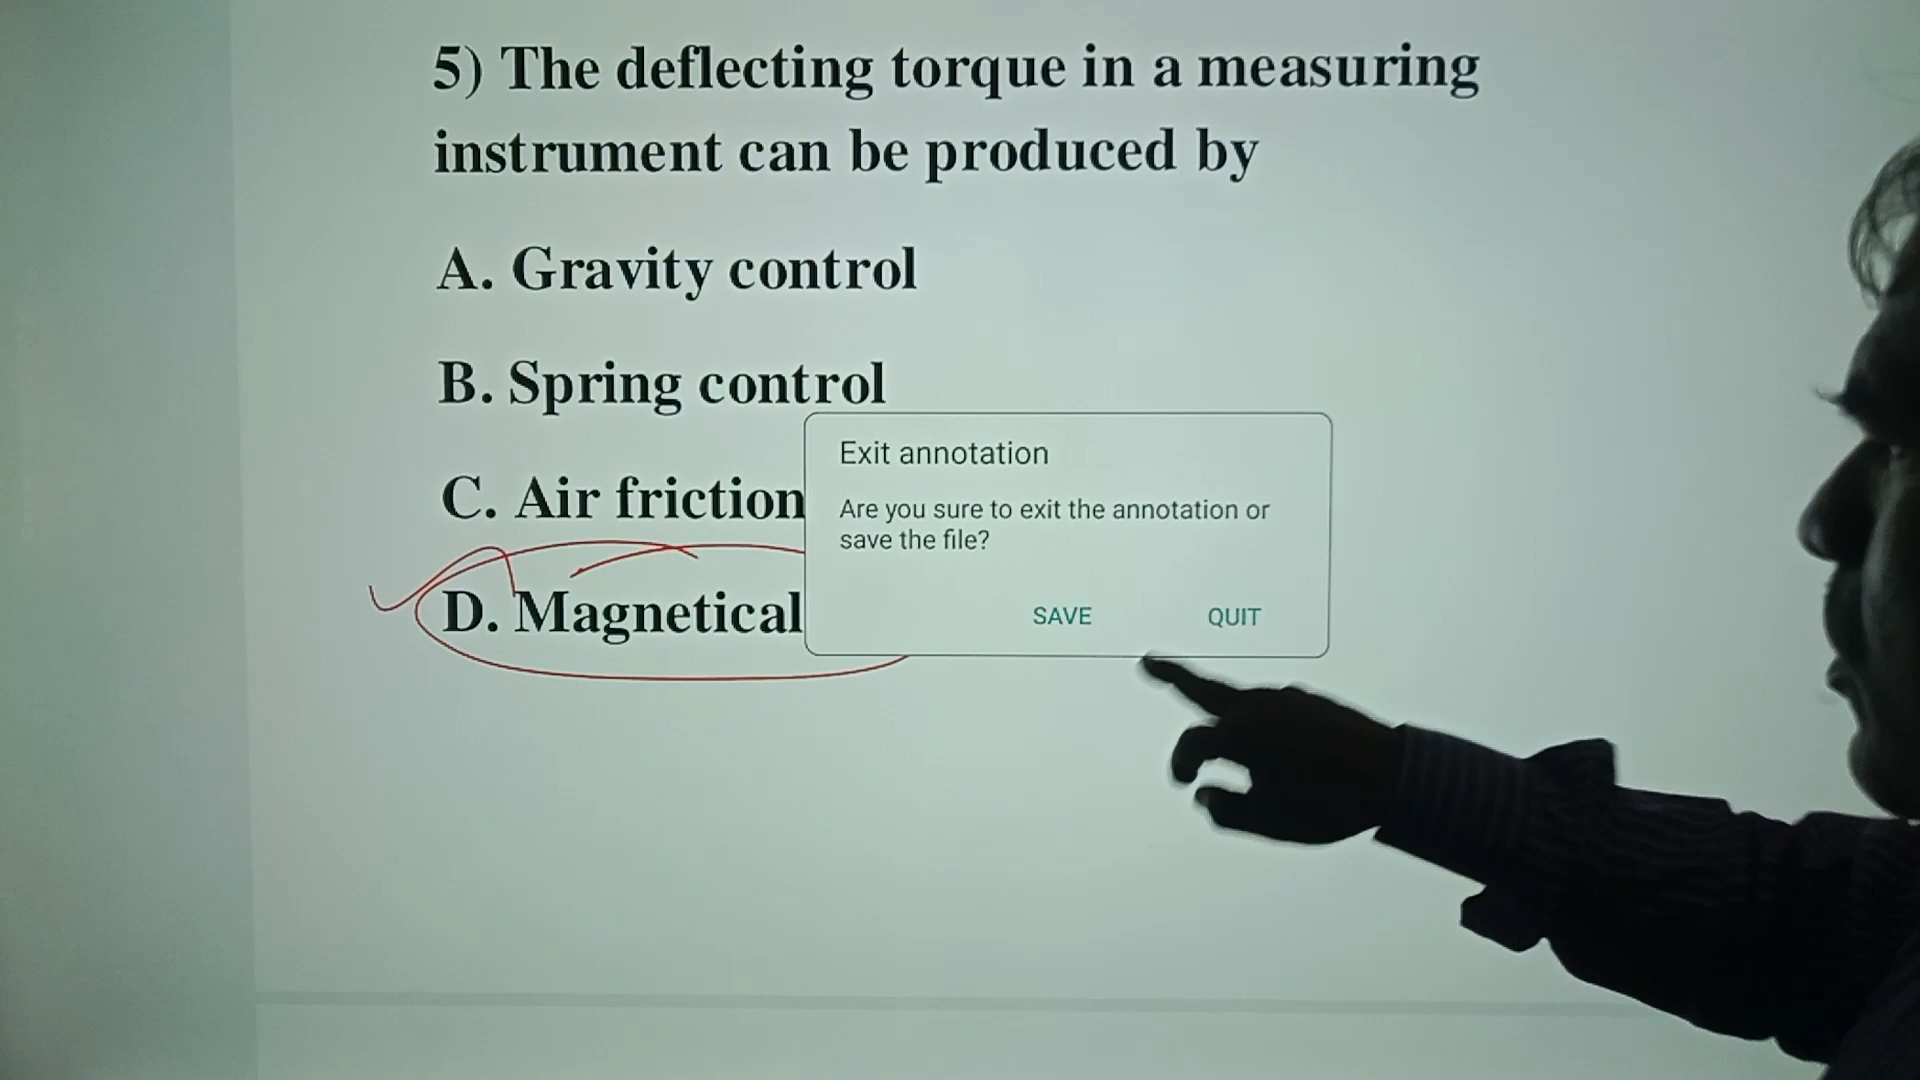 5) The deflecting torque in a measuring
instrument can be produced by
A. Gravity control
B. Spring control
C. Air friction
D. Magnetical
Exit annotation
Are you sure to exit the annotation or
save the file?
SAVE QUIT